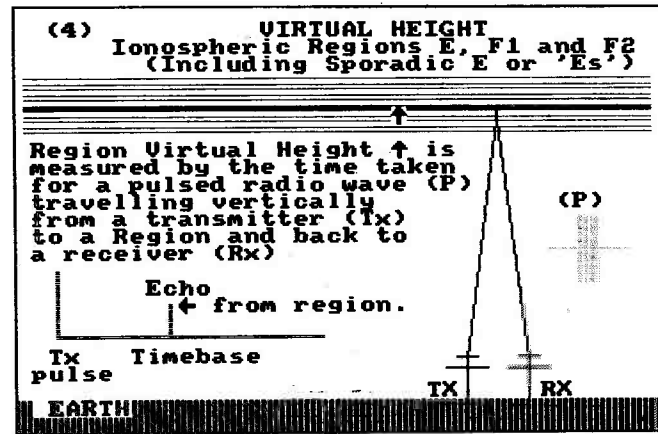 (4) VIRTUAL HEIGHT
Ionospheric Regions E, F1 and F2
(Including Sporadic E or 'Es')
Region Virtual Height ↑ is
measured by the time taken
for a pulsed radio wave (P)
travelling vertically
from a transmitter (Tx)
to a Region and back to
a receiver (Rx)
(P)
Echo
← from region.
Tx Timebase
pulse
TX RX
EARTH